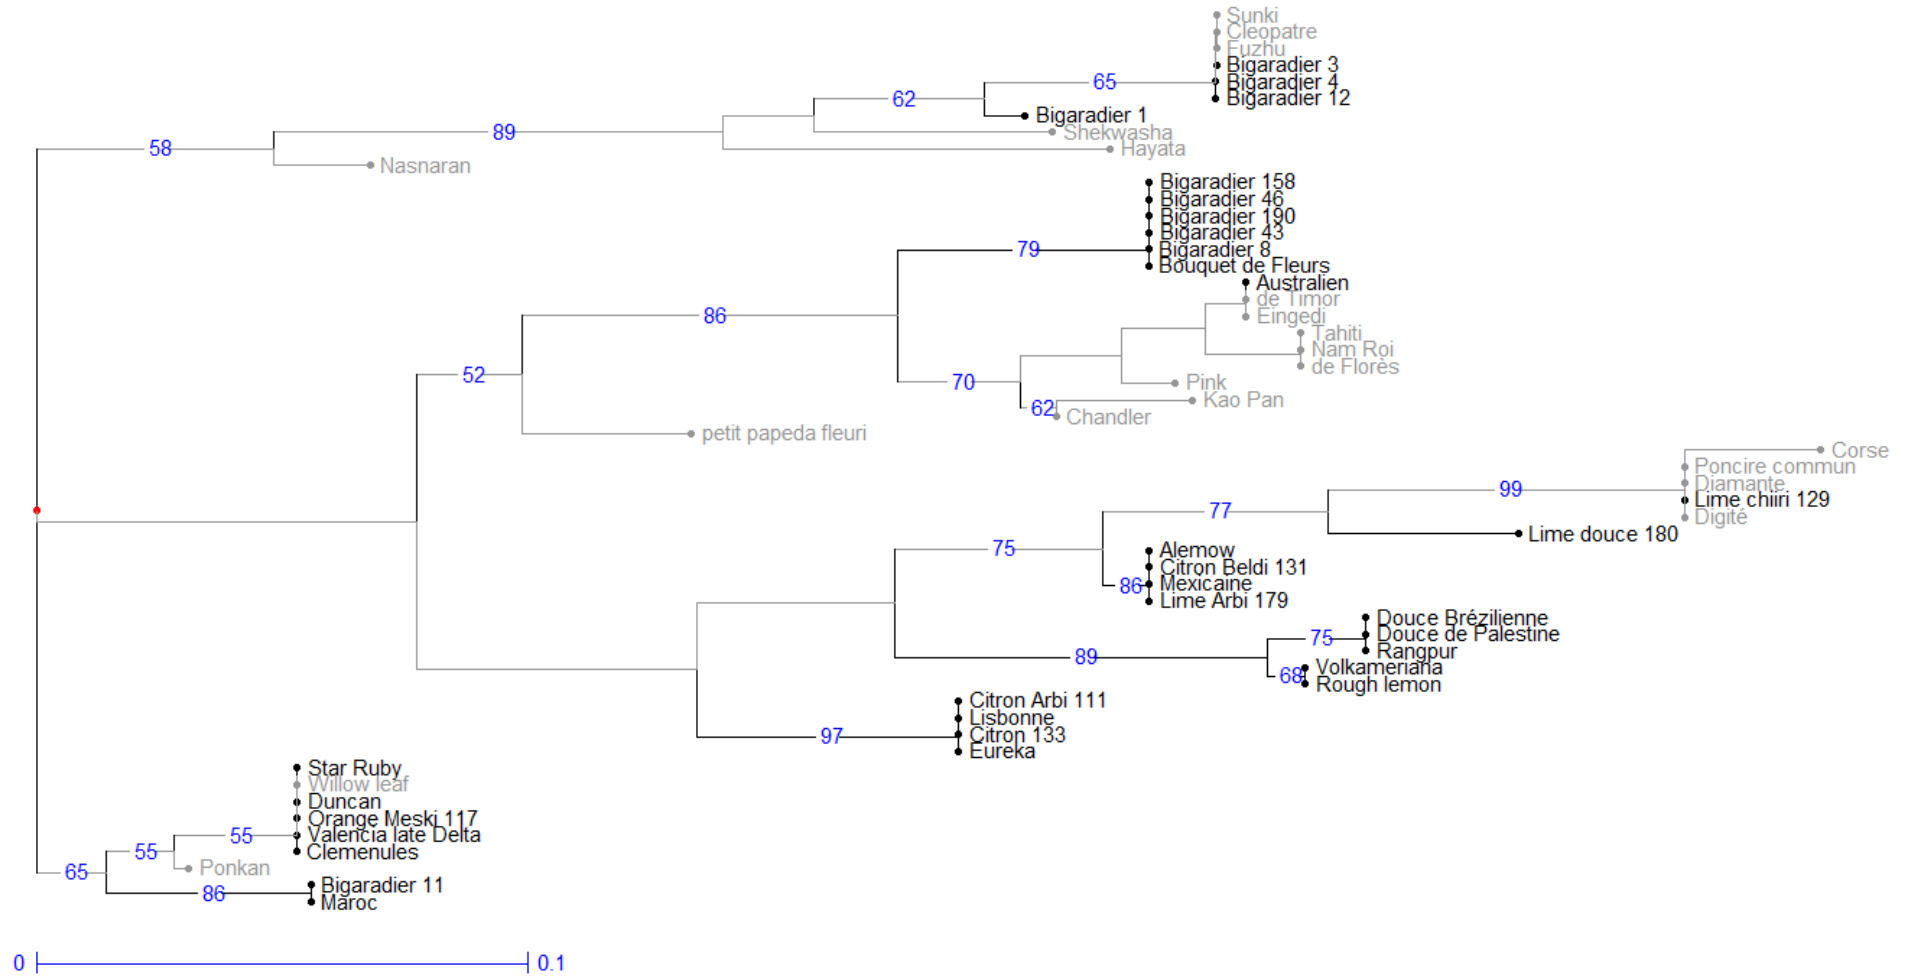 Sunki
Cleopatre
Fuzhu
Bigaradier 3
65
Bigaradier 4
62
Bigaradier 12
Bigaradier 1
58
89
Shekwasha
Hayata
Nasnaran
Bigaradier 158
Bigaradier 46
Bigaradier 190
Bigaradier 43
79
Bigaradier 8
Bouquet de Fleurs
Australien
de Timor
86
Eingedi
Tahiti
Nam Roi
de Florès
52
70
Pink
Kao Pan
62
Chandler
petit papeda fleuri
Corse
Poncire commun
Diamante
99
Lime chiiri 129
77
Digité
Lime douce 180
75
Alemow
Citron Beldi 131
86
Mexicaine
Lime Arbi 179
Douce Brézilienne
75
Douce de Palestine
89
Rangpur
Volkameriana
68
Rough lemon
Citron Arbi 111
Lisbonne
97
Citron 133
Eureka
Star Ruby
Willow leaf
Duncan
Orange Meski 117
55
Valencia late Delta
55
Clemenules
65
Ponkan
86
Bigaradier 11
Maroc
0
0.1